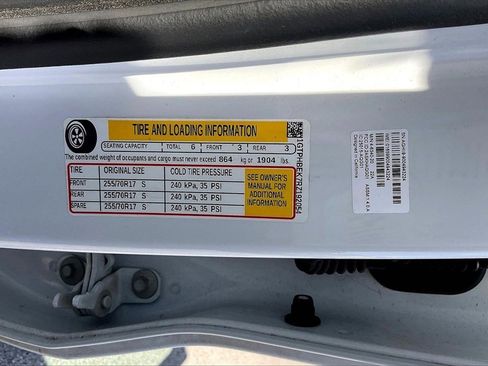 TIRE AND LOADING INFORMATION
SEATING CAPACITY TOTAL 6 FRONT 3 REAR 3
The combined weight of occupants and cargo must never exceed 864 kg or 1904 lbs.
TIRE ORIGINAL SIZE COLD TIRE PRESSURE
FRONT 255/70R17 S 240 kPa, 35 PSI
REAR 255/70R17 S 240 kPa, 35 PSI
SPARE 255/70R17 S 240 kPa, 35 PSI
SEE OWNER'S
MANUAL FOR
ADDITIONAL
INFORMATION
Designed in California